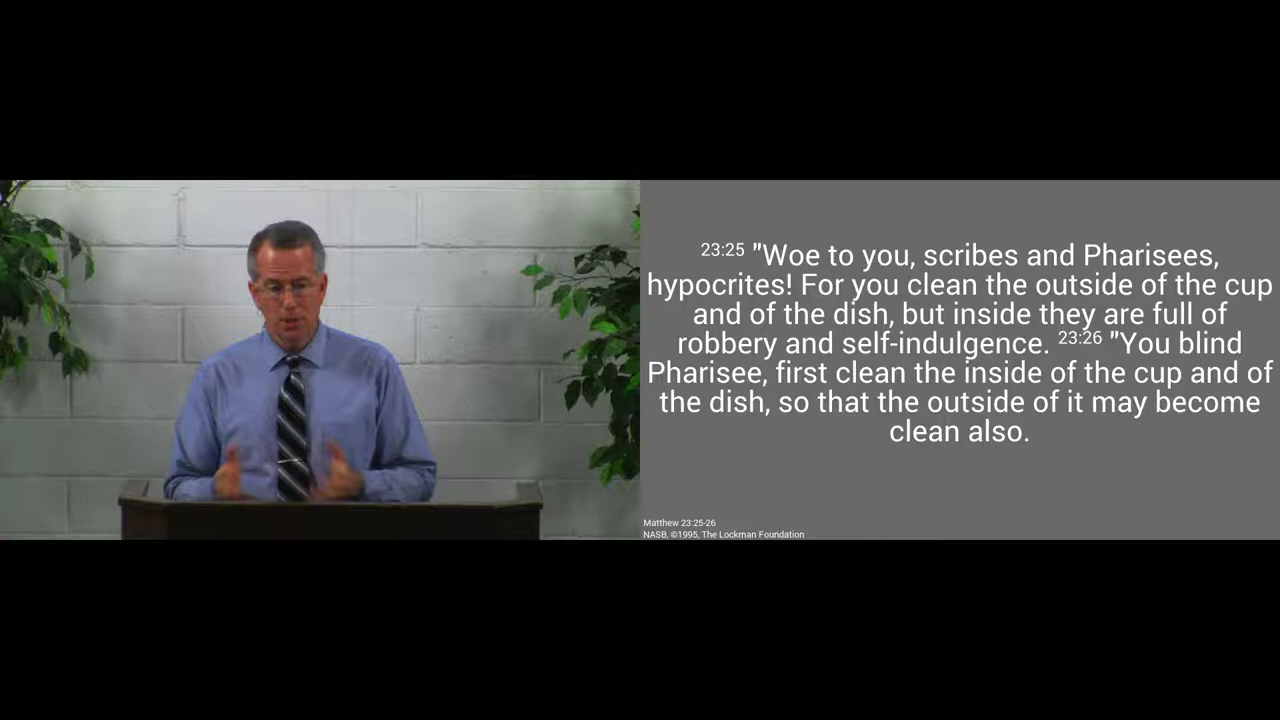 23:25 "Woe to you, scribes and Pharisees,
hypocrites! For you clean the outside of the cup
and of the dish, but inside they are full of
robbery and self-indulgence. 23:26 "You blind
Pharisee, first clean the inside of the cup and of
the dish, so that the outside of it may become
clean also.
Matthew 23:25-26
NASB, ©1995, The Lockman Foundation